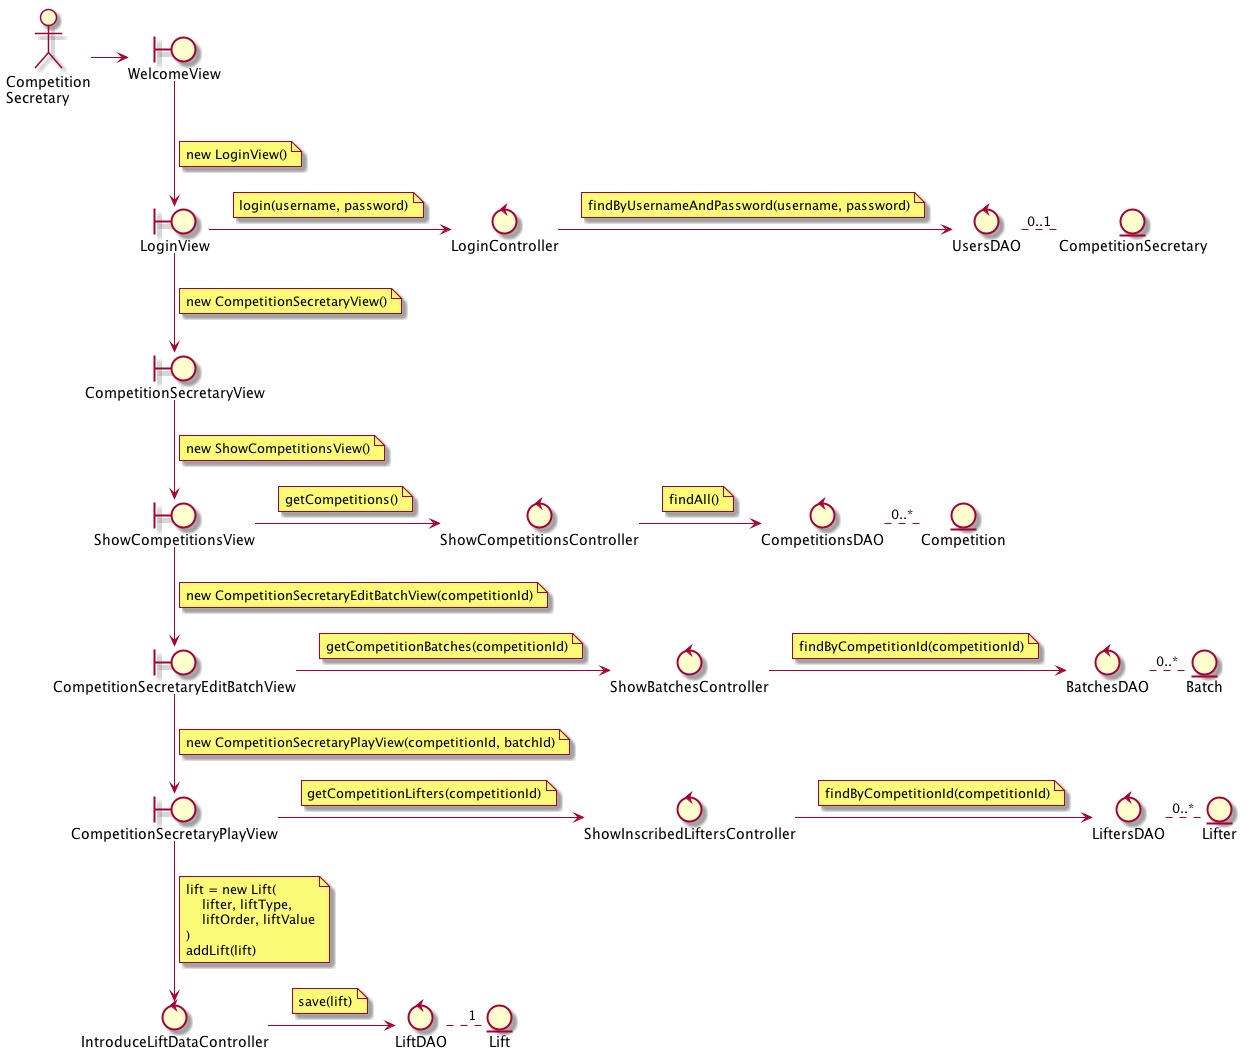 Competition
Secretary
WelcomeView
new LoginView()
login(username, password)
findByUsernameAndPassword(username, password)
LoginView
LoginController
UsersDAO
0..1
CompetitionSecretary
new CompetitionSecretaryView()
CompetitionSecretaryView
new ShowCompetitionsView()
getCompetitions()
findAll()
ShowCompetitionsView
ShowCompetitionsController
CompetitionsDAO
0..*
Competition
new CompetitionSecretaryEditBatchView(competitionId)
getCompetitionBatches(competitionId)
findByCompetitionId(competitionId)
CompetitionSecretaryEditBatchView
ShowBatchesController
BatchesDAO
0..*
Batch
new CompetitionSecretaryPlayView(competitionId, batchId)
getCompetitionLifters(competitionId)
findByCompetitionId(competitionId)
CompetitionSecretaryPlayView
ShowInscribedLiftersController
LiftersDAO
0..*
Lifter
lift = new Lift(
lifter, liftType,
liftOrder, liftValue
)
addLift(lift)
save(lift)
IntroduceLiftDataController
LiftDAO
1
Lift